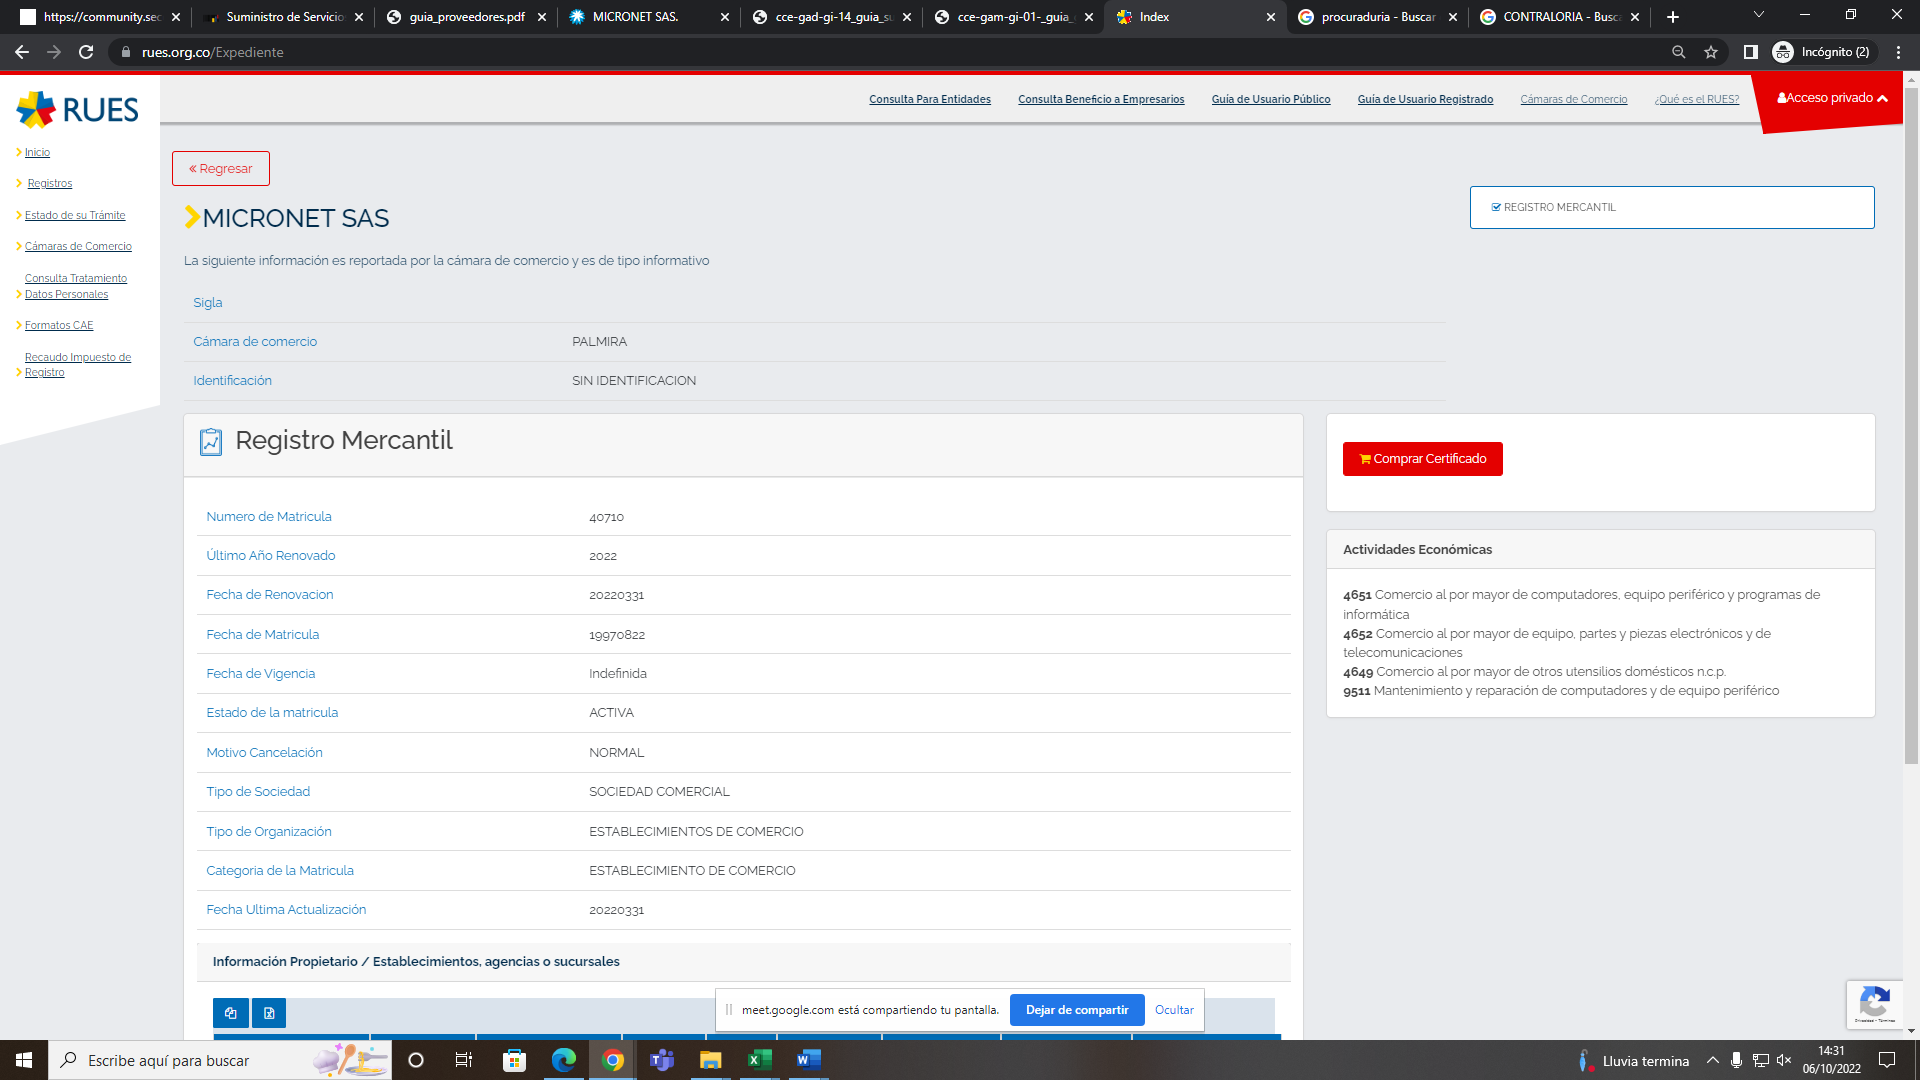 https://community.sec
Suministro de Servicio
guia_proveedores.pdf
MICRONET SAS.
cce-gad-gi-14_guia_su
cce-gam-gi-01-_guia_
Index
procuraduria - Buscar
CONTRALORIA - Busca
rues.org.co/Expediente
Incógnito (2)
RUES
Consulta Para Entidades
Consulta Beneficio a Empresarios
Guía de Usuario Público
Guía de Usuario Registrado
Cámaras de Comercio
¿Qué es el RUES?
Acceso privado
Inicio
Registros
Estado de su Trámite
Cámaras de Comercio
Consulta Tratamiento
Datos Personales
Formatos CAE
Recaudo Impuesto de
Registro
« Regresar
MICRONET SAS
REGISTRO MERCANTIL
La siguiente información es reportada por la cámara de comercio y es de tipo informativo
Sigla
Cámara de comercio PALMIRA
Identificación SIN IDENTIFICACION
Registro Mercantil
Numero de Matricula 40710
Último Año Renovado 2022
Fecha de Renovacion 20220331
Fecha de Matricula 19970822
Fecha de Vigencia Indefinida
Estado de la matricula ACTIVA
Motivo Cancelación NORMAL
Tipo de Sociedad SOCIEDAD COMERCIAL
Tipo de Organización ESTABLECIMIENTOS DE COMERCIO
Categoria de la Matricula ESTABLECIMIENTO DE COMERCIO
Fecha Ultima Actualización 20220331
Información Propietario / Establecimientos, agencias o sucursales
Comprar Certificado
Actividades Económicas
4651 Comercio al por mayor de computadores, equipo periférico y programas de
informática
4652 Comercio al por mayor de equipo, partes y piezas electrónicos y de
telecomunicaciones
4649 Comercio al por mayor de otros utensilios domésticos n.c.p.
9511 Mantenimiento y reparación de computadores y de equipo periférico
meet.google.com está compartiendo tu pantalla.
Dejar de compartir
Ocultar
Privacidad - Términos
Escribe aquí para buscar
Lluvia termina
14:31
06/10/2022